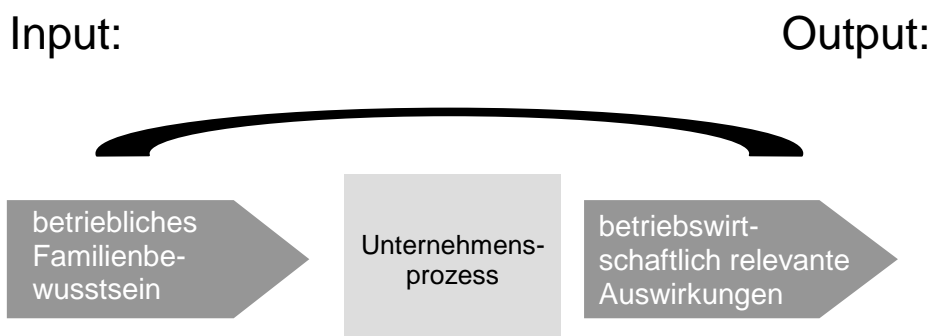 Input:
Output:
betriebliches
Familienbe-
wusstsein
Unternehmens-
prozess
betriebswirt-
schaftlich relevante
Auswirkungen